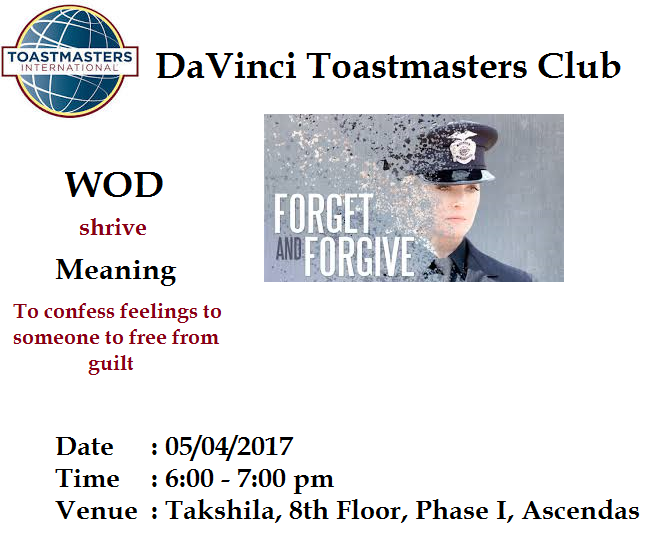 TOASTMASTERS
INTERNATIONAL
DaVinci Toastmasters Club
WOD
shrive
Meaning
To confess feelings to
someone to free from
guilt
FORGET
AND FORGIVE
Date : 05/04/2017
Time : 6:00 - 7:00 pm
Venue : Takshila, 8th Floor, Phase I, Ascendas